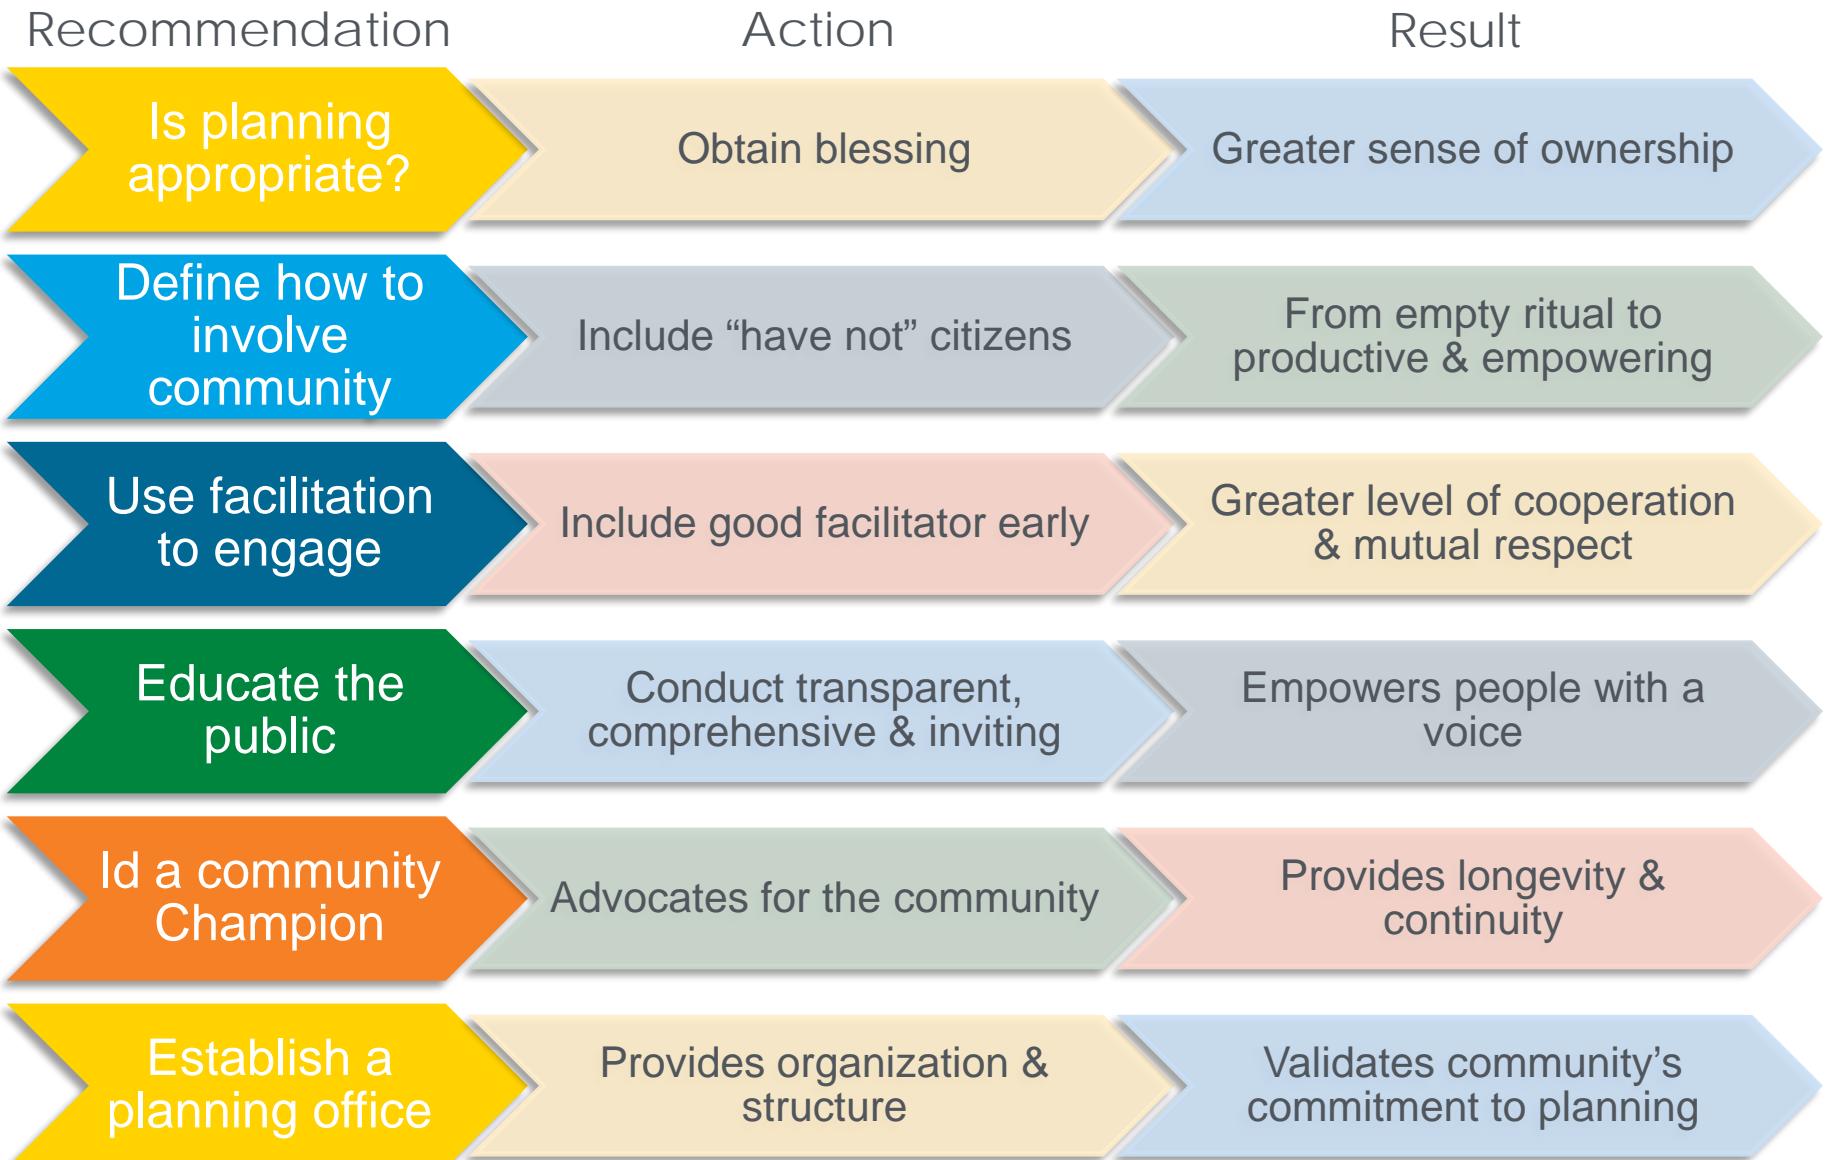 Recommendation
Action
Result
Is planning
appropriate?
Obtain blessing
Greater sense of ownership
Define how to
involve
community
Include “have not” citizens
From empty ritual to
productive & empowering
Use facilitation
to engage
Include good facilitator early
Greater level of cooperation
& mutual respect
Educate the
public
Conduct transparent,
comprehensive & inviting
Empowers people with a
voice
Id a community
Champion
Advocates for the community
Provides longevity &
continuity
Establish a
planning office
Provides organization &
structure
Validates community’s
commitment to planning